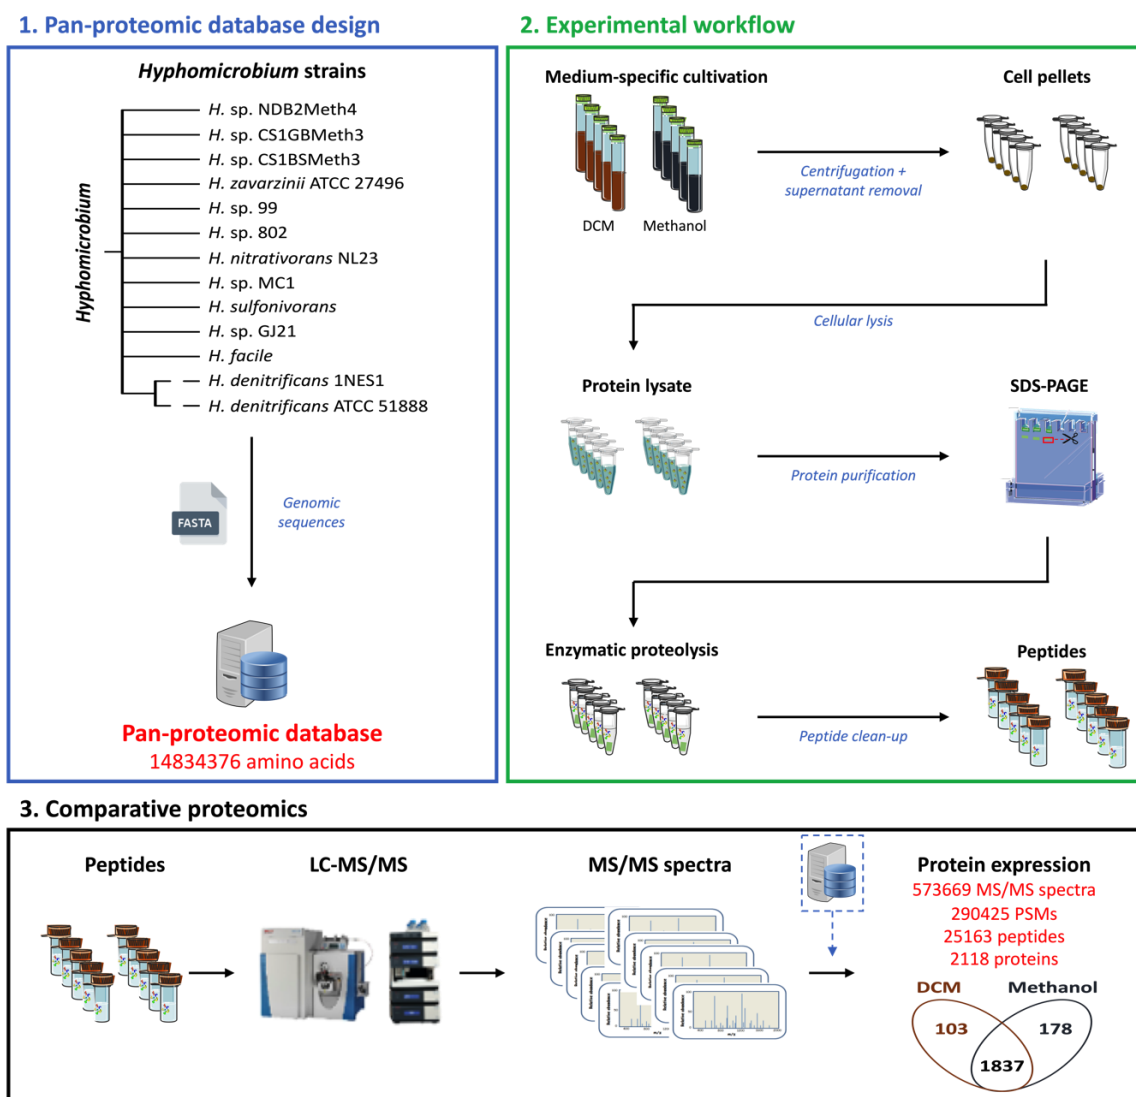 1. Pan-proteomic database design
Hyphomicrobium strains
Hyphomicrobium
H. sp. NDB2Meth4
H. sp. CS1GBMeth3
H. sp. CS1BSMeth3
H. zavarzinii ATCC 27496
H. sp. 99
H. sp. 802
H. nitrativorans NL23
H. sp. MC1
H. sulfonivorans
H. sp. GJ21
H. facile
H. denitrificans 1NES1
H. denitrificans ATCC 51888
FASTA
Genomic
sequences
Pan-proteomic database
14834376 amino acids
2. Experimental workflow
Medium-specific cultivation
Cell pellets
DCM
Methanol
Centrifugation +
supernatant removal
Cellular lysis
Protein lysate
SDS-PAGE
Protein purification
Enzymatic proteolysis
Peptides
Peptide clean-up
3. Comparative proteomics
Peptides
LC-MS/MS
MS/MS spectra
Protein expression
573669 MS/MS spectra
290425 PSMs
25163 peptides
2118 proteins
DCM
Methanol
103
178
1837